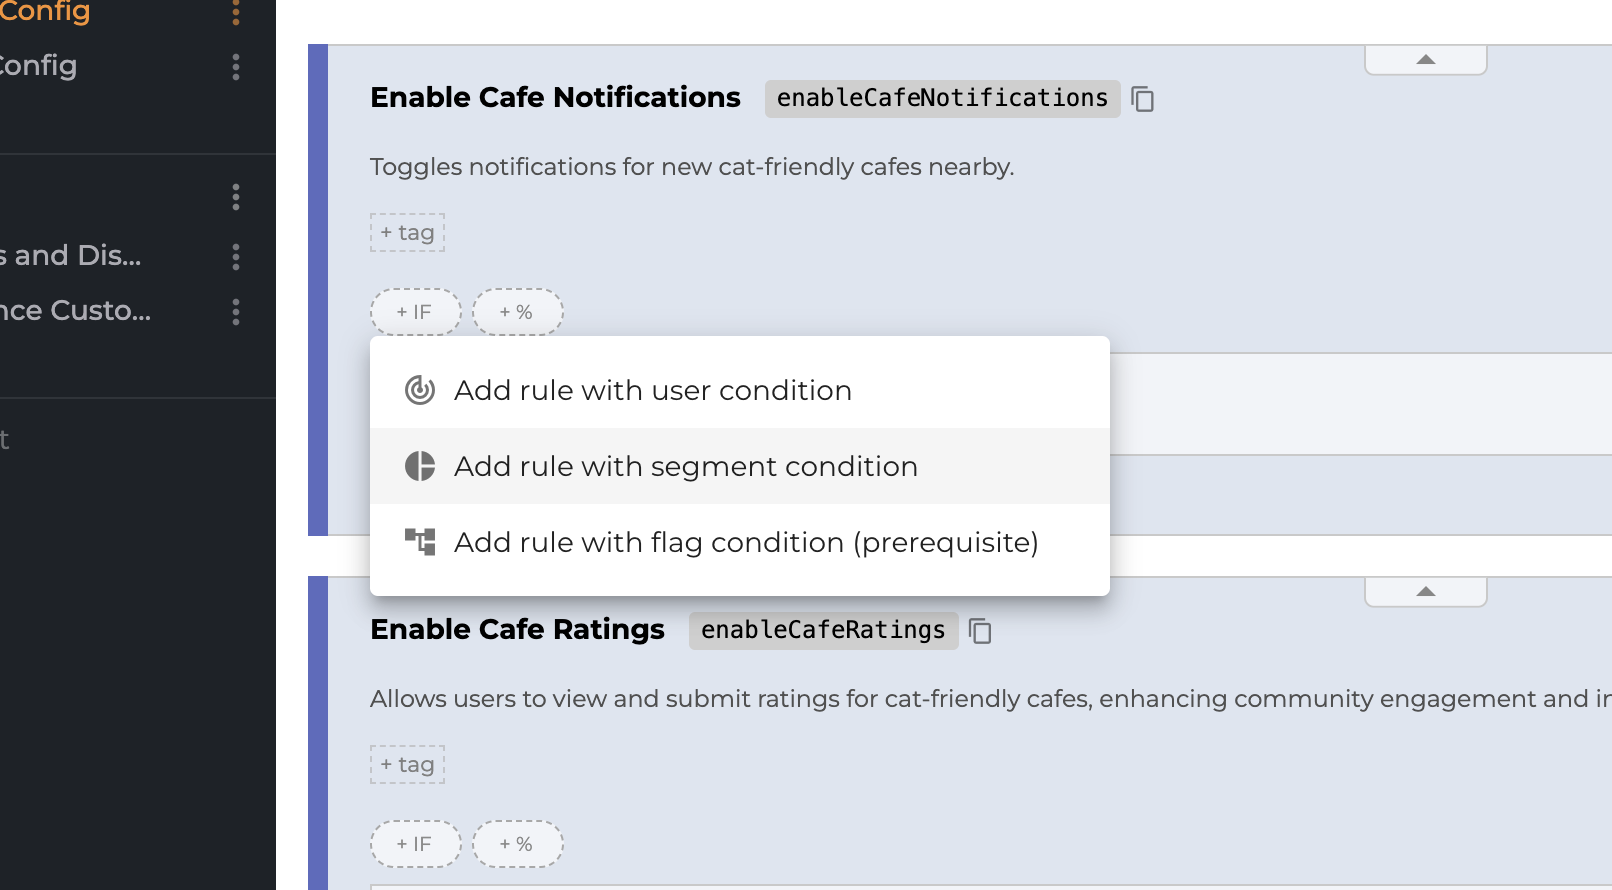 Config
Config
s and Dis...
nce Custo...
t
Enable Cafe Notifications enableCafeNotifications
Toggles notifications for new cat-friendly cafes nearby.
+ tag
+ IF + %
Add rule with user condition
Add rule with segment condition
Add rule with flag condition (prerequisite)
Enable Cafe Ratings enableCafeRatings
Allows users to view and submit ratings for cat-friendly cafes, enhancing community engagement and
+ tag
+ IF + %